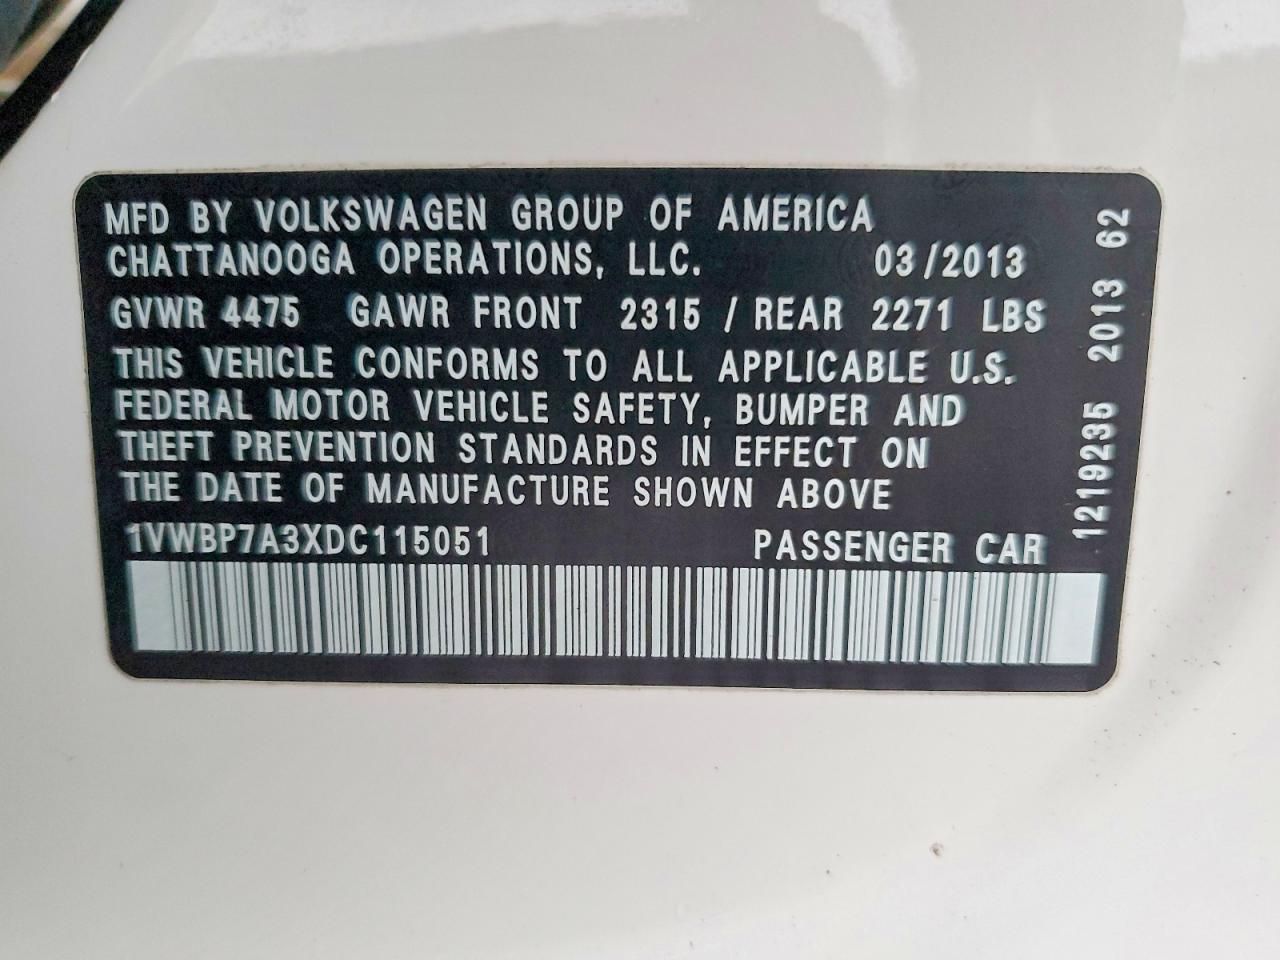 MFD BY VOLKSWAGEN GROUP OF AMERICA
CHATTANOOGA OPERATIONS, LLC. 03/2013
GVWR 4475 GAWR FRONT 2315 / REAR 2271 LBS
THIS VEHICLE CONFORMS TO ALL APPLICABLE U.S.
FEDERAL MOTOR VEHICLE SAFETY, BUMPER AND
THEFT PREVENTION STANDARDS IN EFFECT ON
THE DATE OF MANUFACTURE SHOWN ABOVE
1VWBP7A3XDC115051 PASSENGER CAR
1219235 2013 62